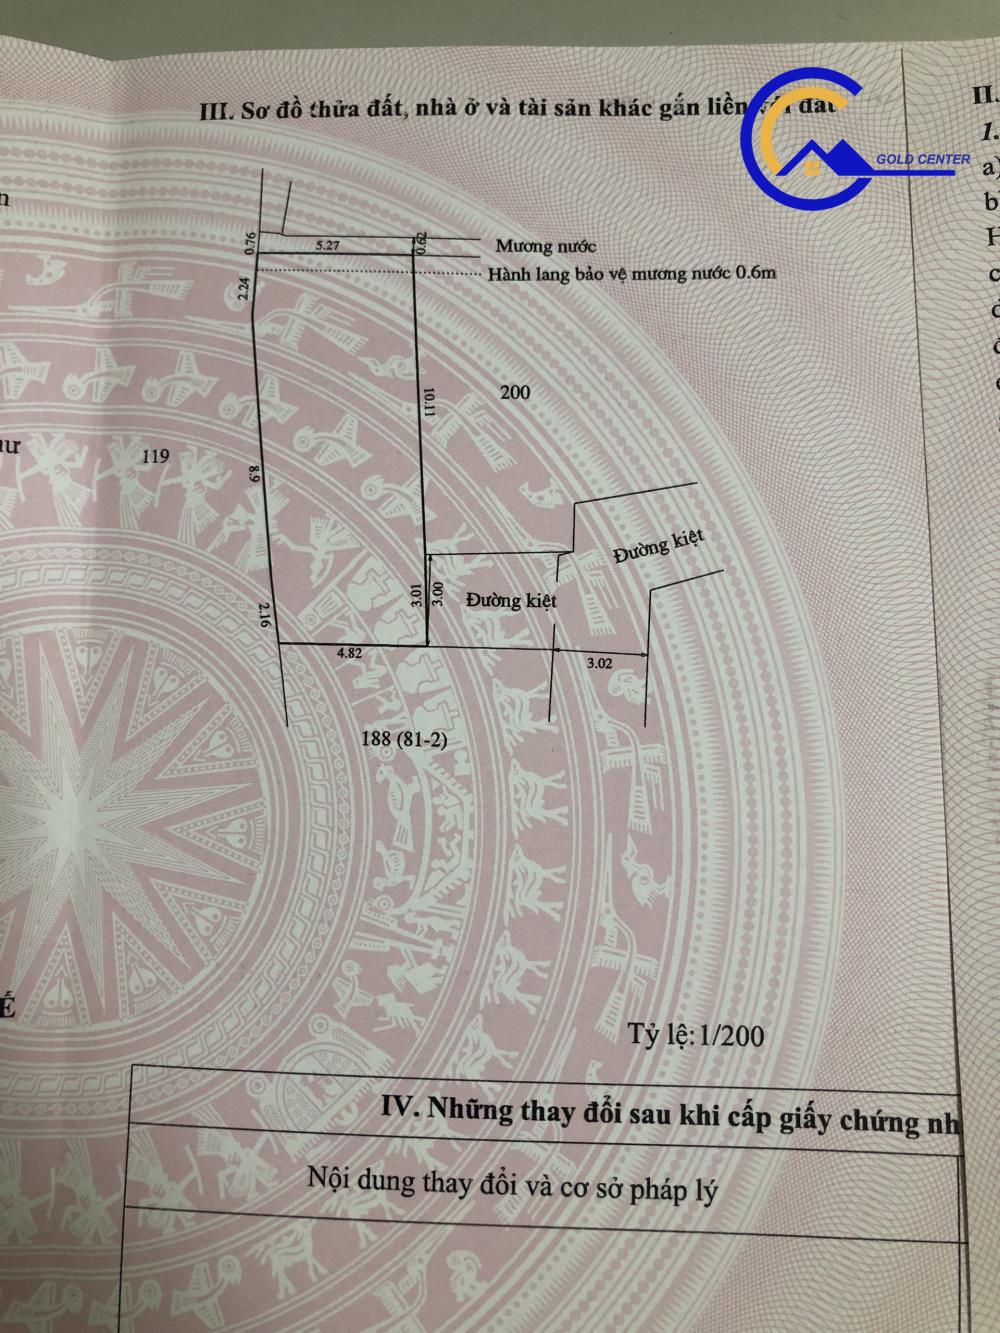 III. Sơ đồ thửa đất, nhà ở và tài sản khác gắn liền với đất
GOLD CENTER
II.
1.
a)
b
H
c
n
0.76
5.27
0.62
Mương nước
Hành lang bảo vệ mương nước 0.6m
2.24
10.11
200
119
8.9
Đường kiệt
3.01
3.00
Đường kiệt
2.16
4.82
3.02
188 (81-2)
Ế
Tỷ lệ: 1/200
IV. Những thay đổi sau khi cấp giấy chứng nh
Nội dung thay đổi và cơ sở pháp lý